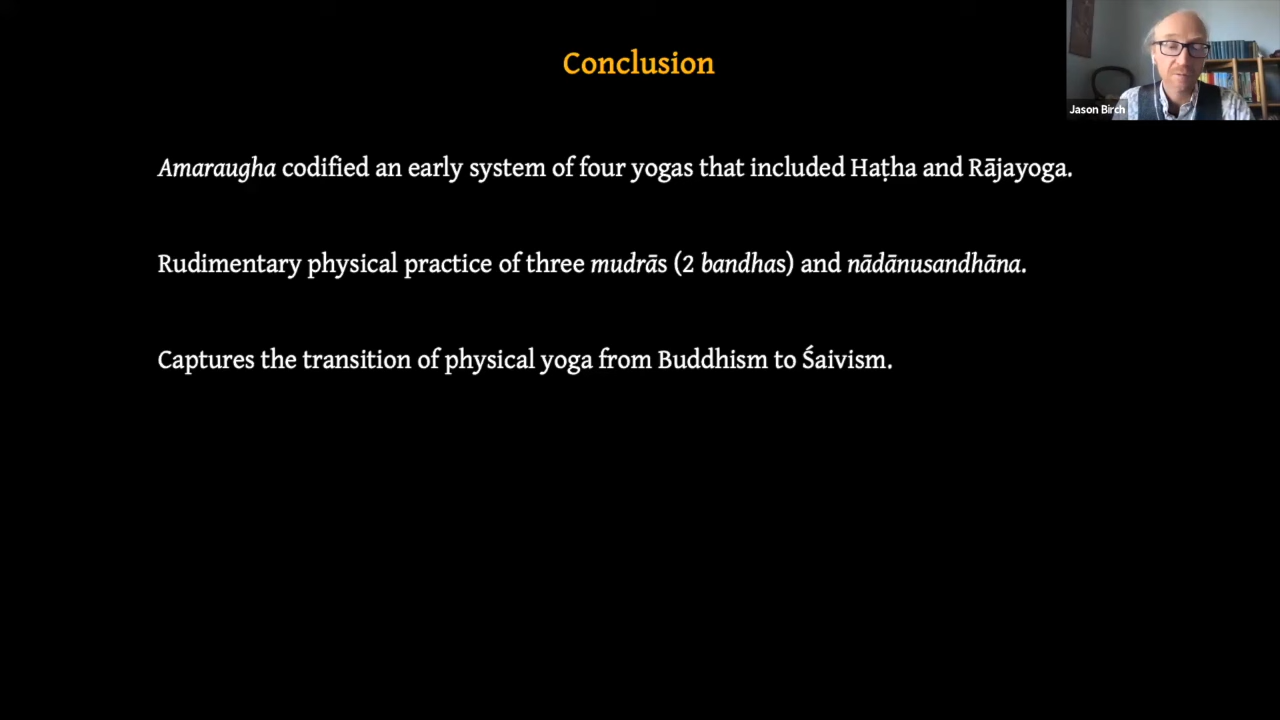 Conclusion
Jason Birch
Amaraugha codified an early system of four yogas that included Haṭha and Rājayoga.
Rudimentary physical practice of three mudrās (2 bandhas) and nādānusandhāna.
Captures the transition of physical yoga from Buddhism to Śaivism.